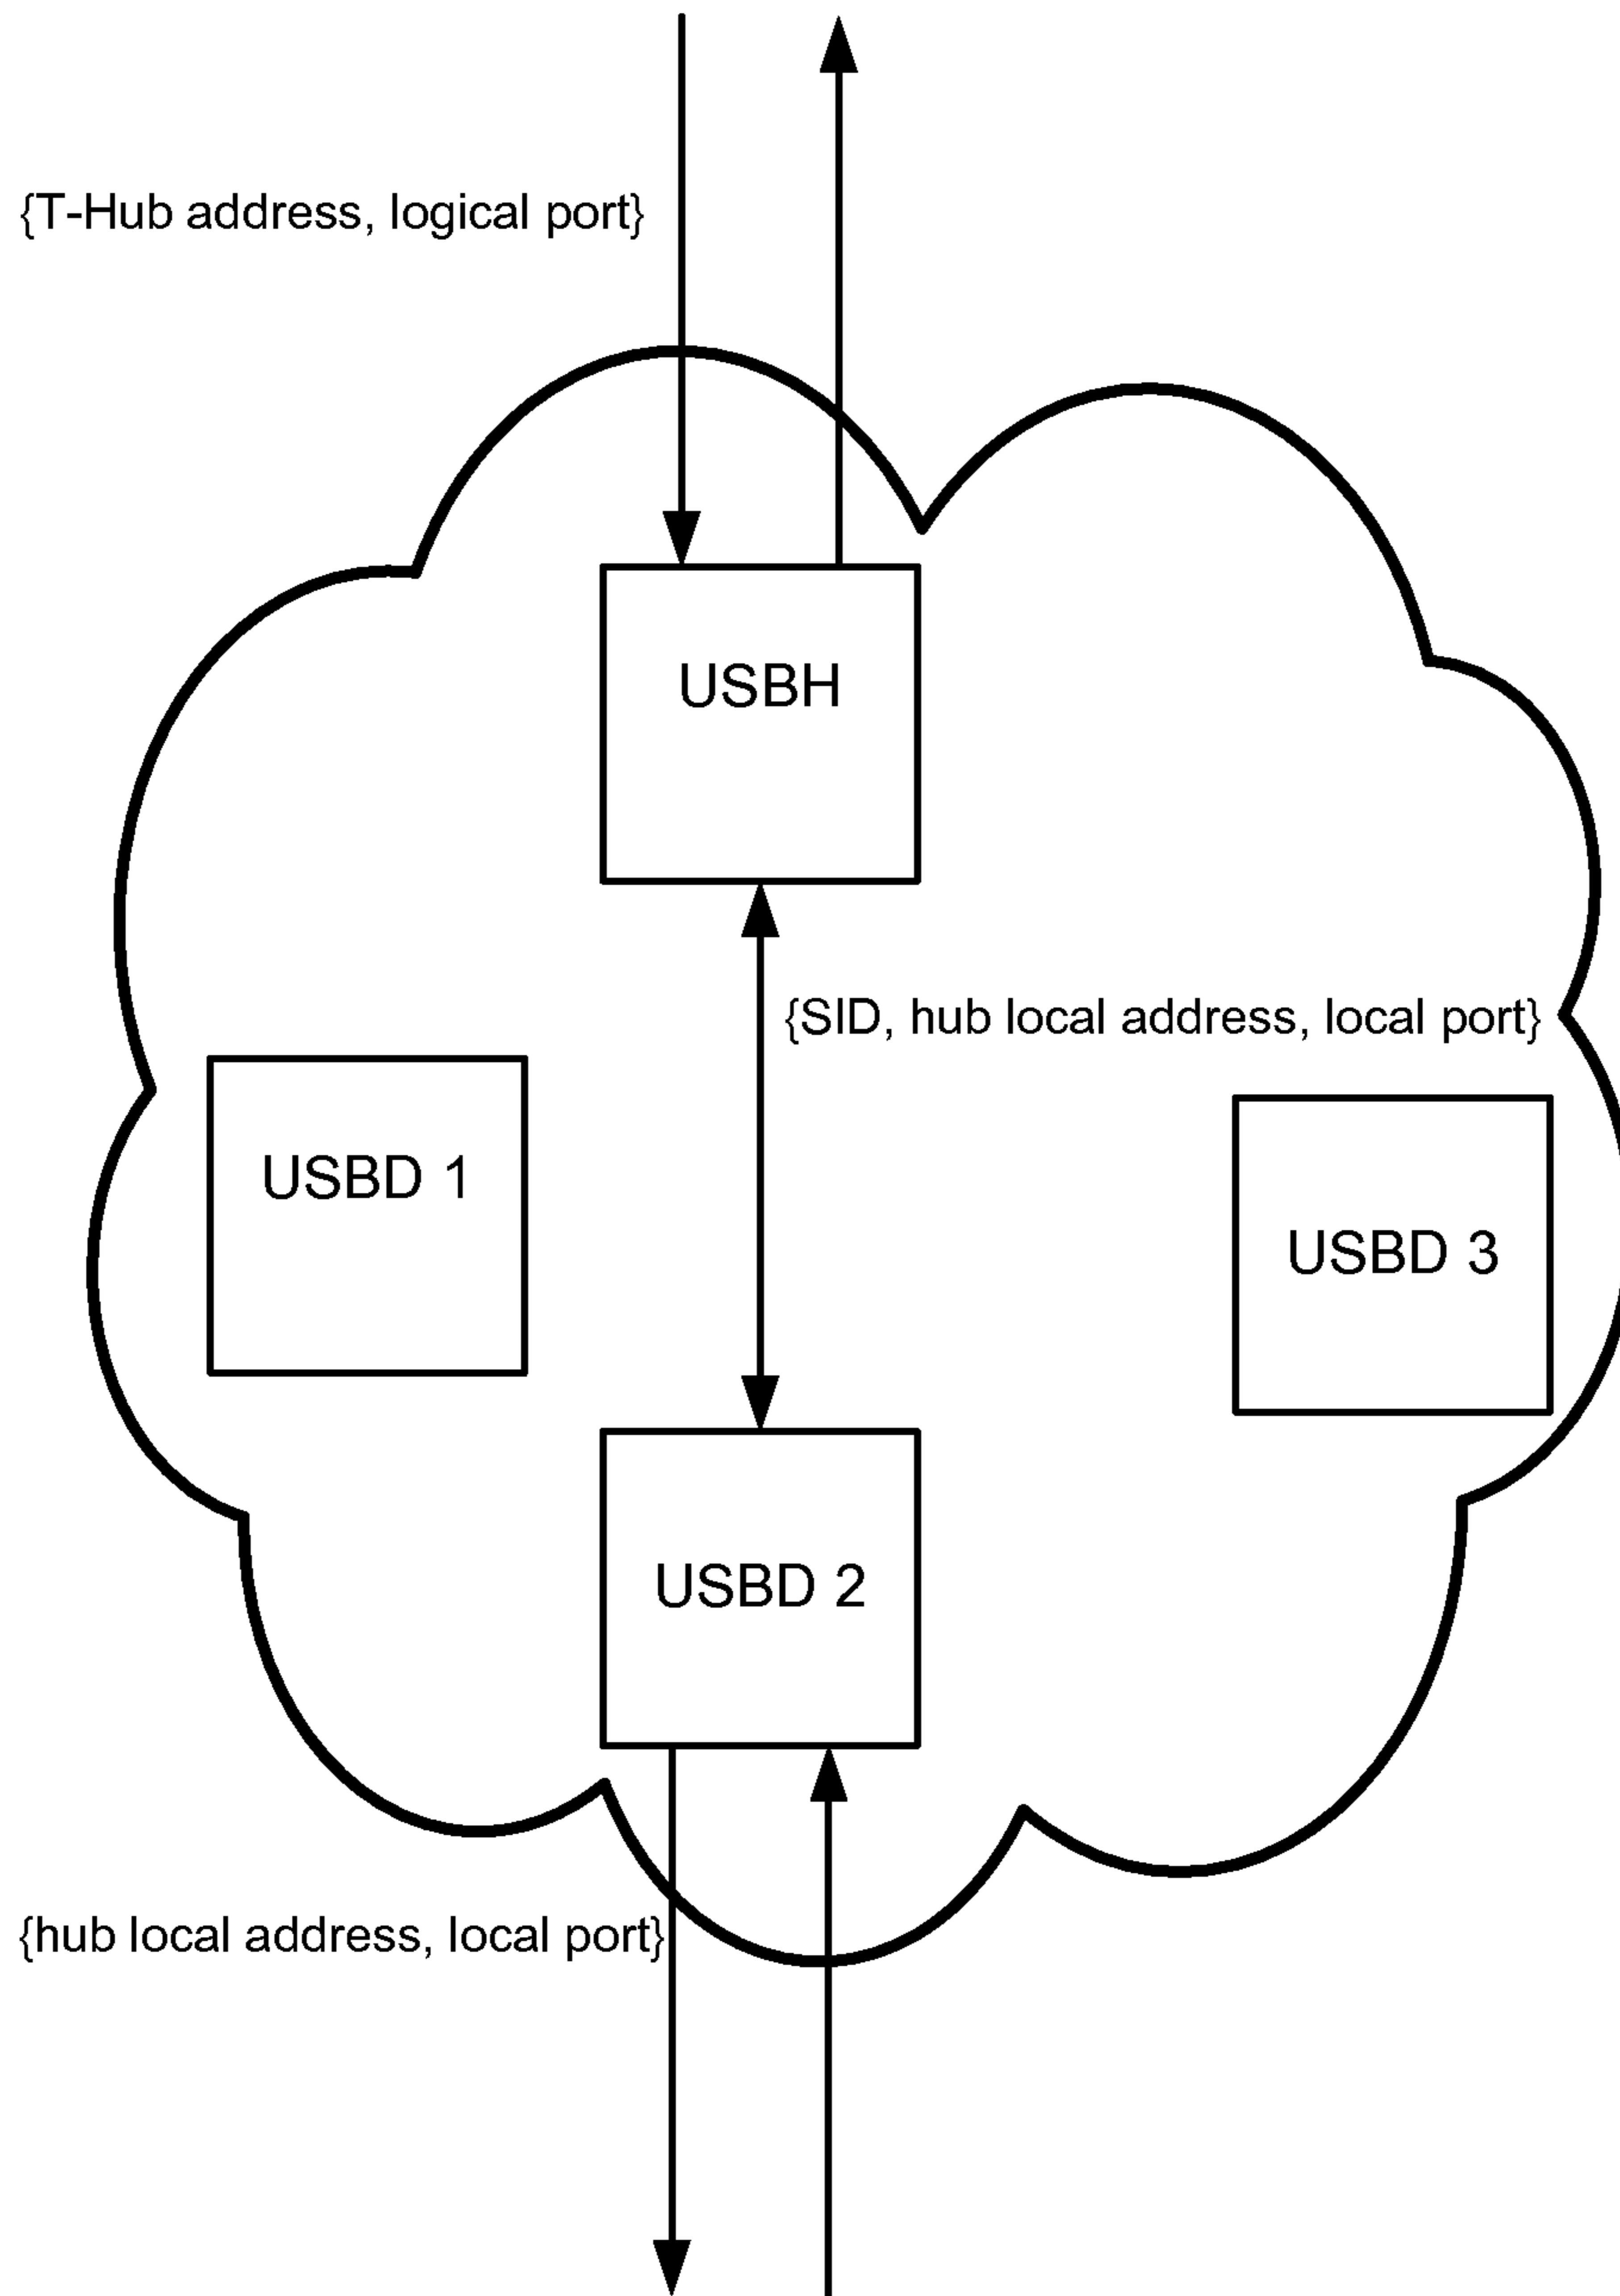 {T-Hub address, logical port}
USBH
{SID, hub local address, local port}
USBD 1
USBD 3
USBD 2
{hub local address, local port}